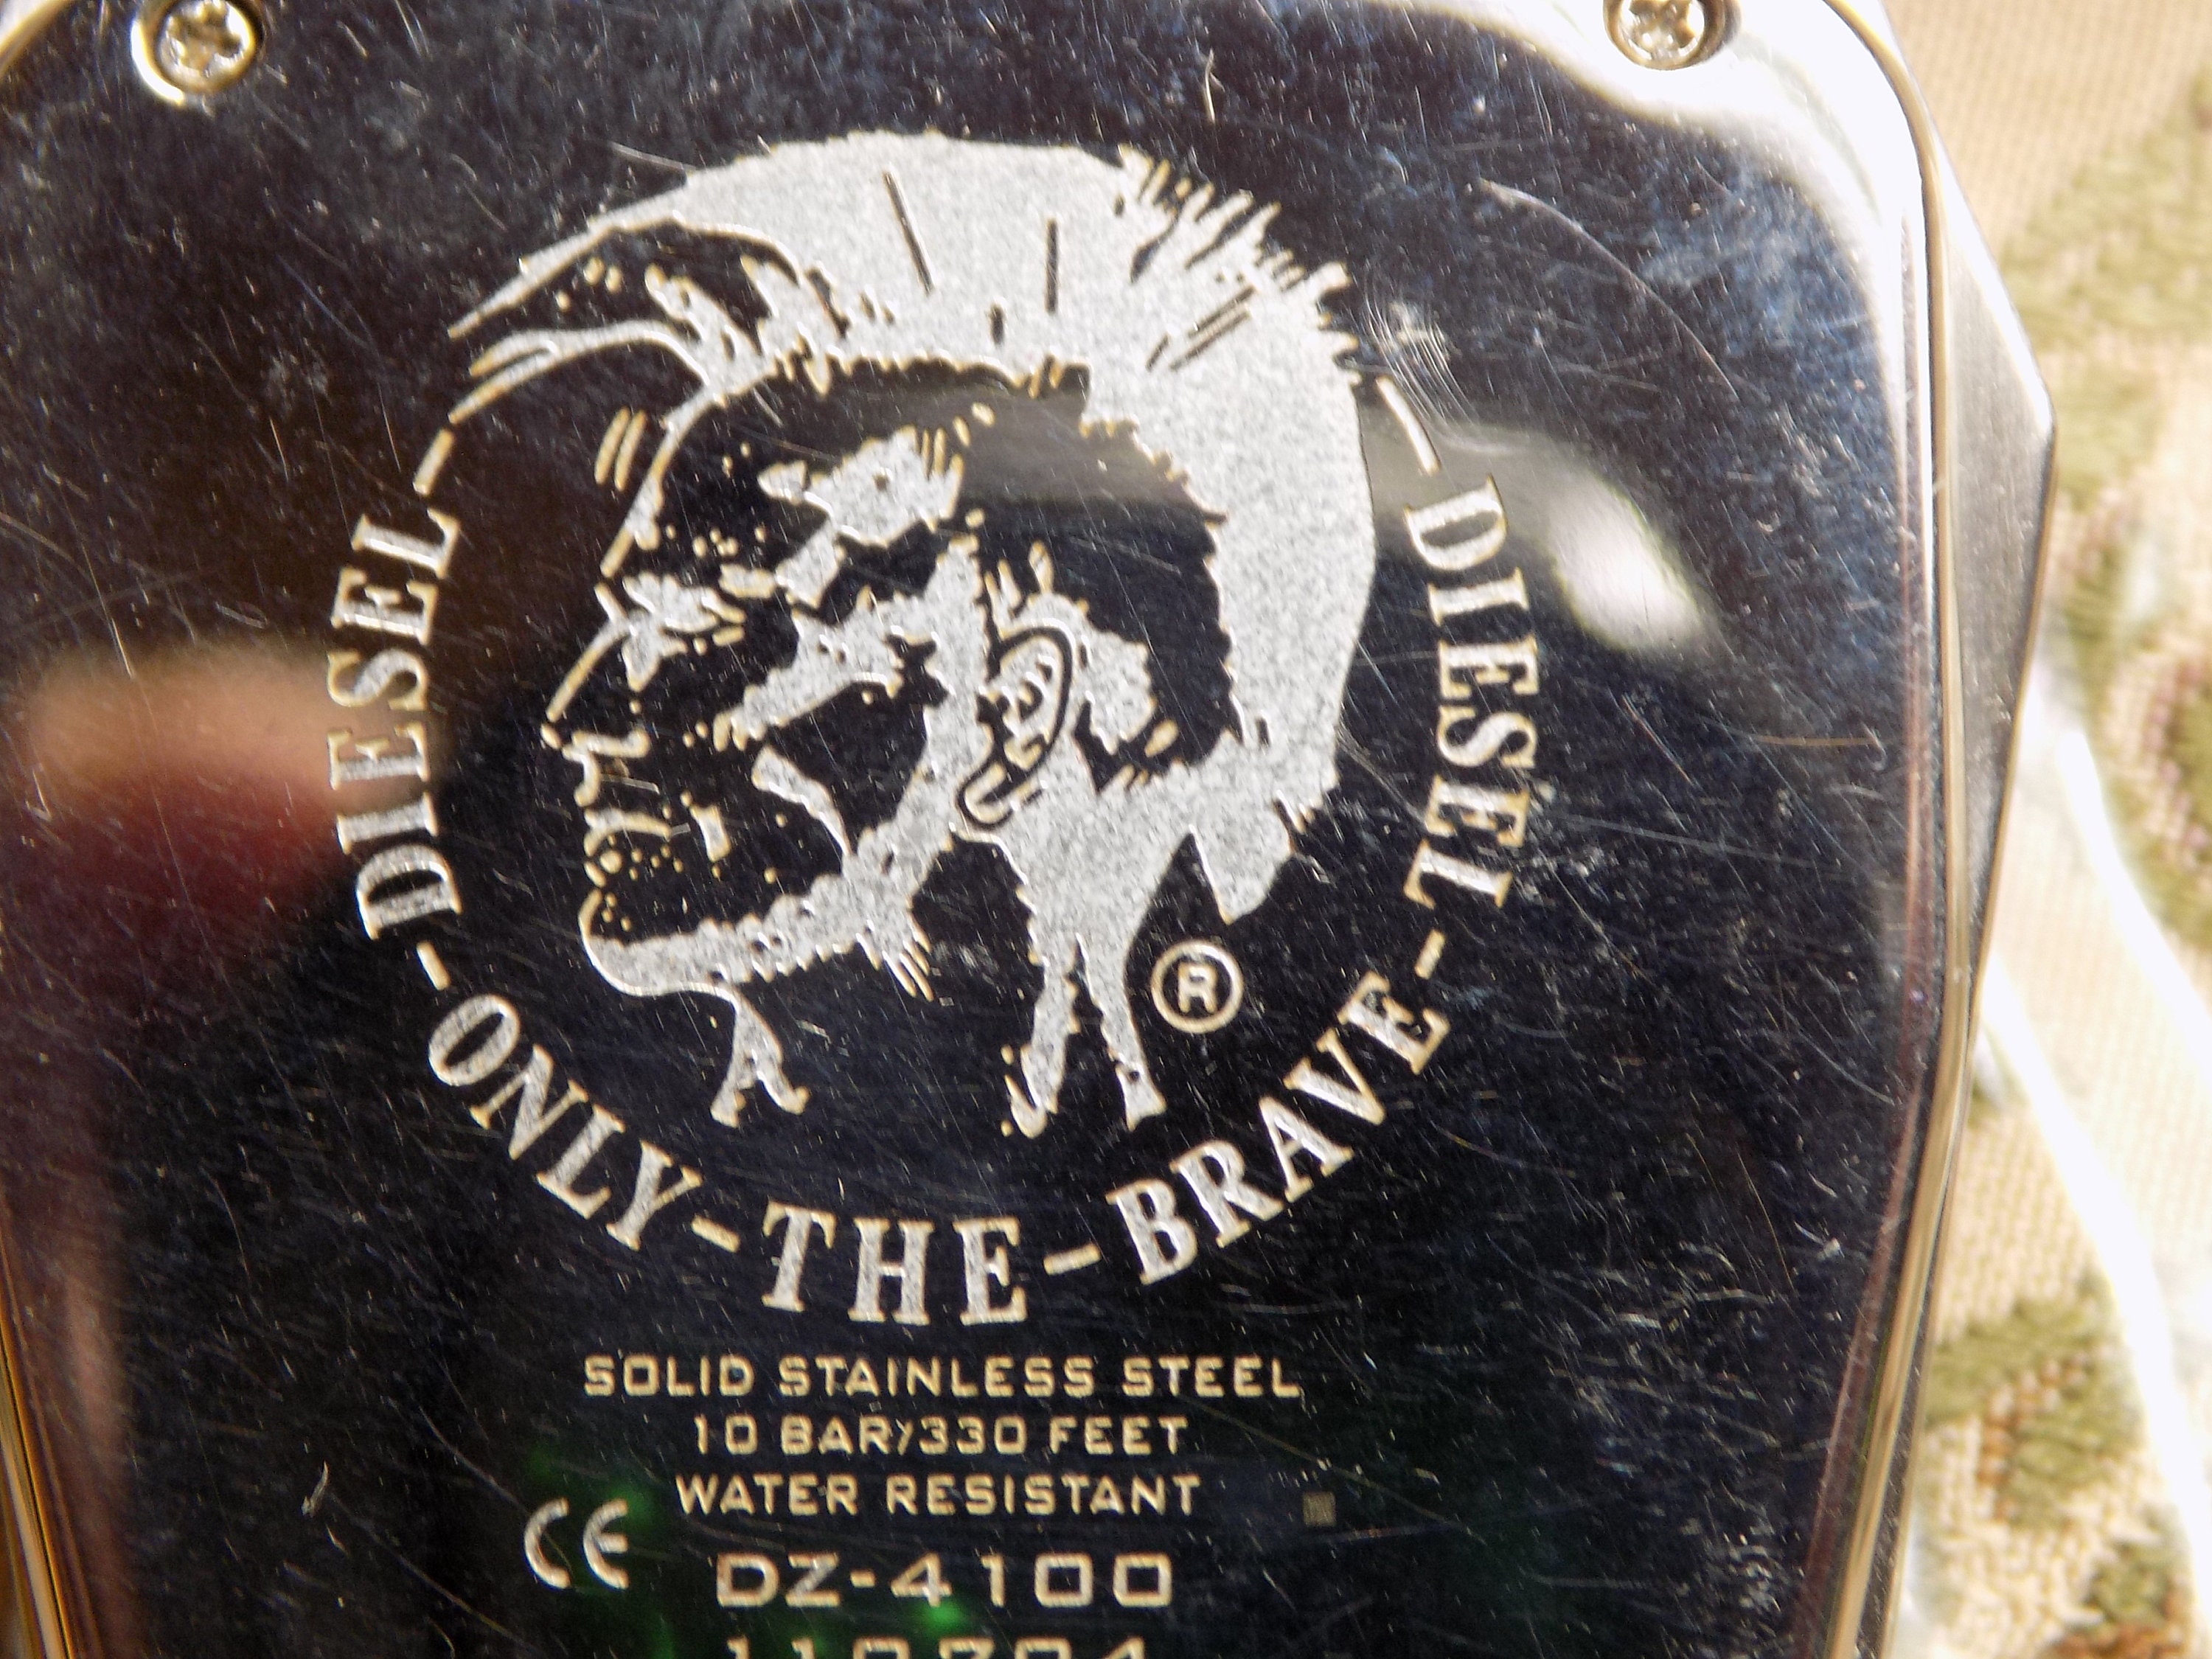 -DIESEL-ONLY-THE-BRAVE-DIESEL-
®
SOLID STAINLESS STEEL
10 BAR/330 FEET
WATER RESISTANT
CE
DZ-4100